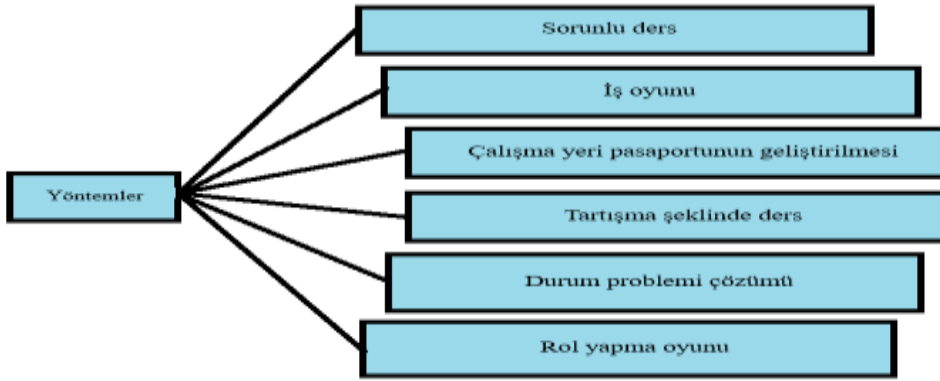 Sorunlu ders
İş oyunu
Çalışma yeri pasaportunun geliştirilmesi
Yöntemler
Tartışma şeklinde ders
Durum problemi çözümü
Rol yapma oyunu